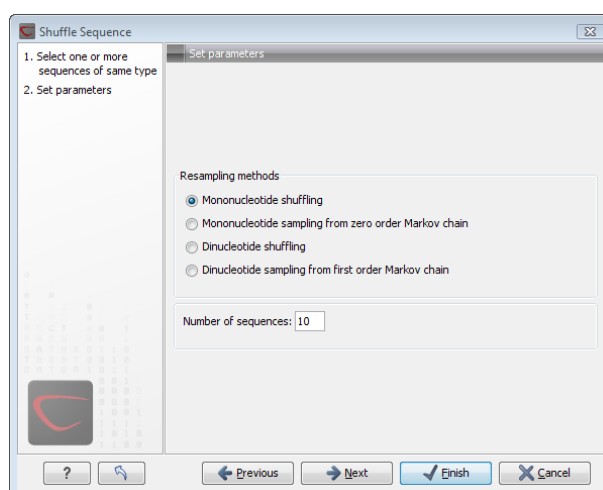 Shuffle Sequence
1. Select one or more
sequences of same type
2. Set parameters
Set parameters
Resampling methods
Mononucleotide shuffling
Mononucleotide sampling from zero order Markov chain
Dinucleotide shuffling
Dinucleotide sampling from first order Markov chain
Number of sequences: 10
?
Previous
Next
Finish
Cancel